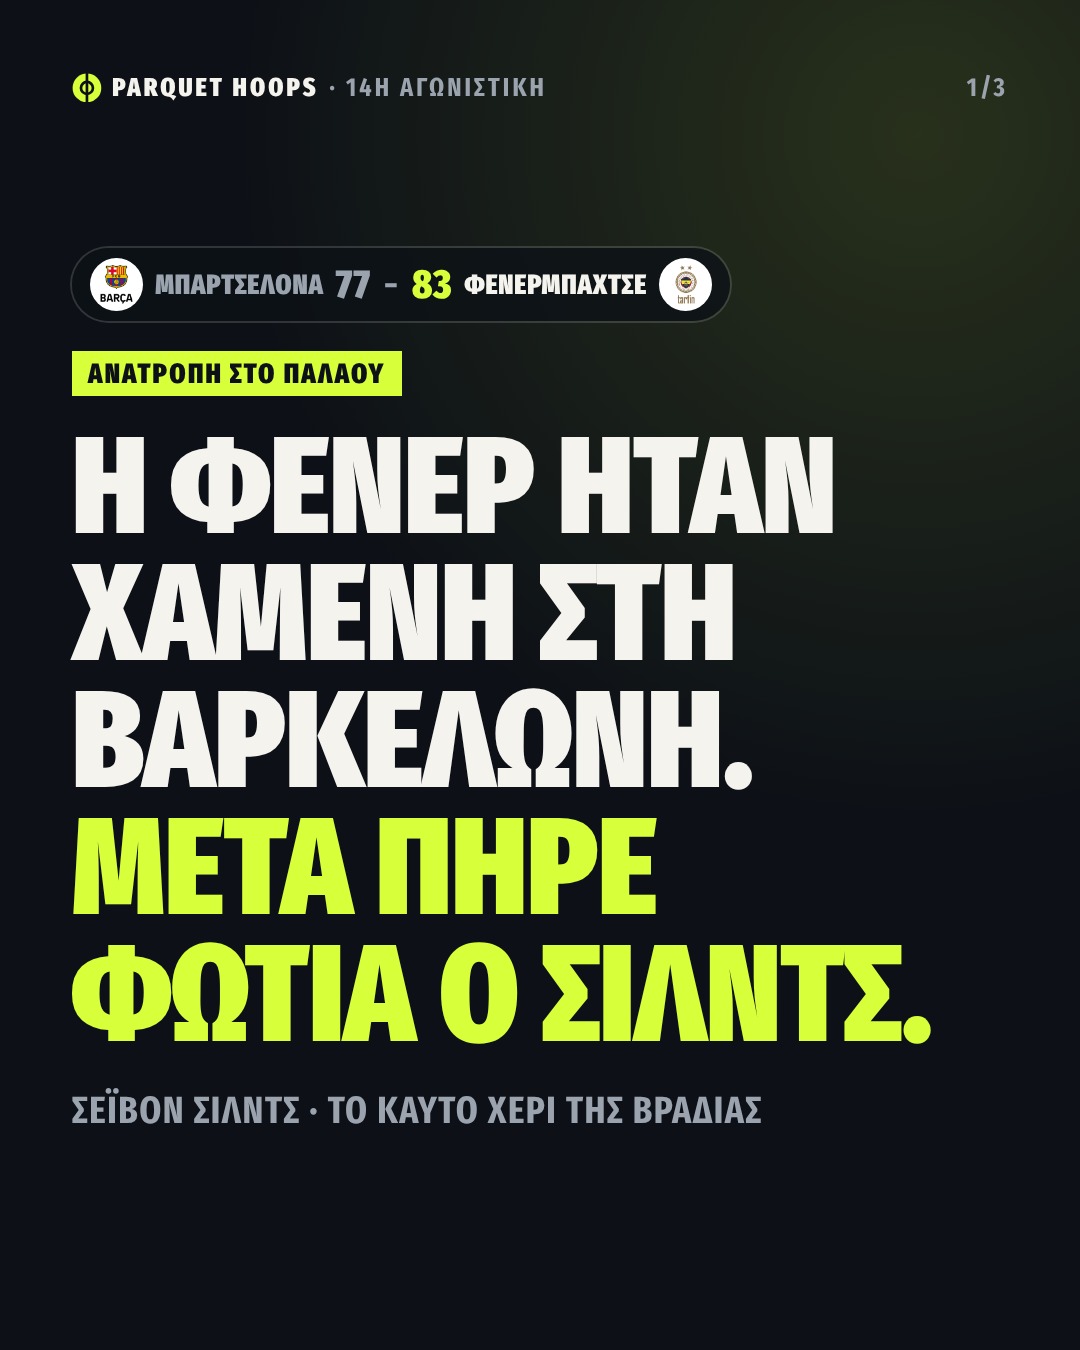 PARQUET HOOPS · 14Η ΑΓΩΝΙΣΤΙΚΗ 1/3
BARÇA ΜΠΑΡΤΣΕΛΟΝΑ 77 - 83 ΦΕΝΕΡΜΠΑΧΤΣΕ tarfin
ΑΝΑΤΡΟΠΗ ΣΤΟ ΠΑΛΑΟΥ
Η ΦΕΝΕΡ ΗΤΑΝ
ΧΑΜΕΝΗ ΣΤΗ
ΒΑΡΚΕΛΩΝΗ.
ΜΕΤΑ ΠΗΡΕ
ΦΩΤΙΑ Ο ΣΙΛΝΤΣ.
ΣΕΪΒΟΝ ΣΙΛΝΤΣ · ΤΟ ΚΑΥΤΟ ΧΕΡΙ ΤΗΣ ΒΡΑΔΙΑΣ